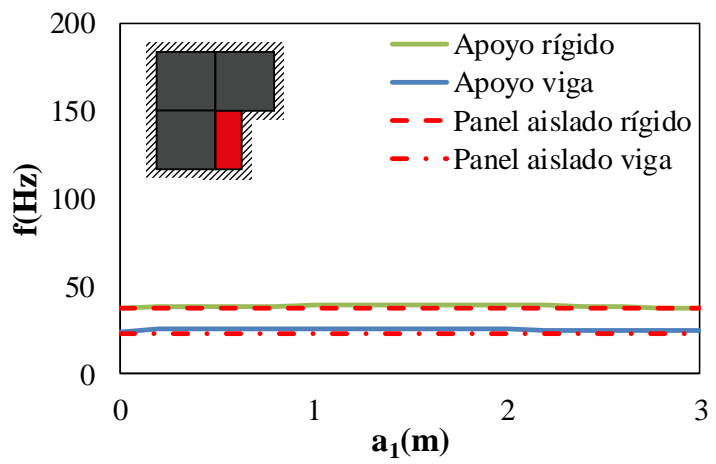 200
150
100
50
0
f(Hz)
Apoyo rígido
Apoyo viga
Panel aislado rígido
Panel aislado viga
0 1 2 3
a₁(m)